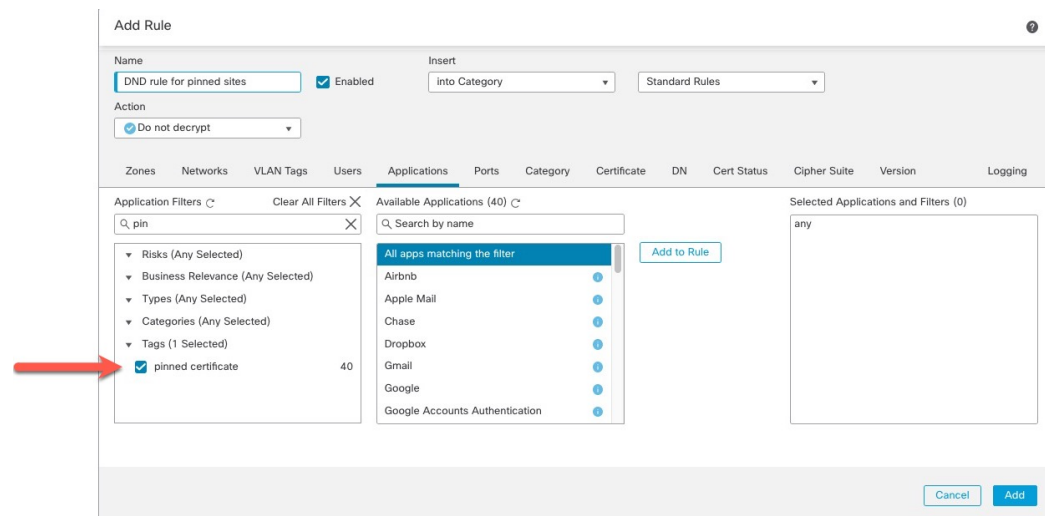 Add Rule
Name
Insert
DND rule for pinned sites
Enabled
into Category
Standard Rules
Action
Do not decrypt
Zones Networks VLAN Tags Users Applications Ports Category Certificate DN Cert Status Cipher Suite Version Logging
Application Filters
Clear All Filters
Available Applications (40)
Selected Applications and Filters (0)
pin
Search by name
any
Risks (Any Selected)
All apps matching the filter
Add to Rule
Business Relevance (Any Selected)
Airbnb
Types (Any Selected)
Apple Mail
Categories (Any Selected)
Chase
Tags (1 Selected)
Dropbox
pinned certificate 40
Gmail
Google
Google Accounts Authentication
Cancel
Add